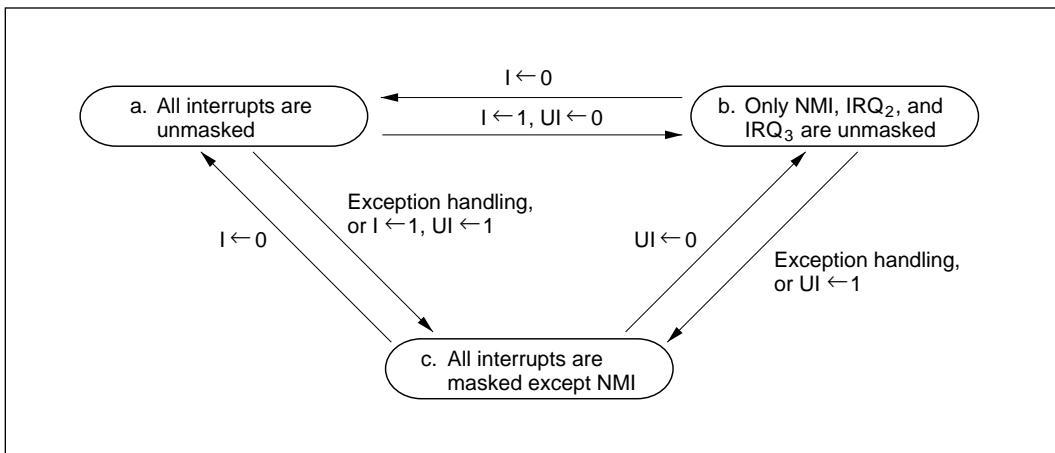 I ← 0
a. All interrupts are
unmasked
I ← 1, UI ← 0
b. Only NMI, IRQ₂, and
IRQ₃ are unmasked
Exception handling,
or I ← 1, UI ← 1
I ← 0
UI ← 0
Exception handling,
or UI ← 1
c. All interrupts are
masked except NMI